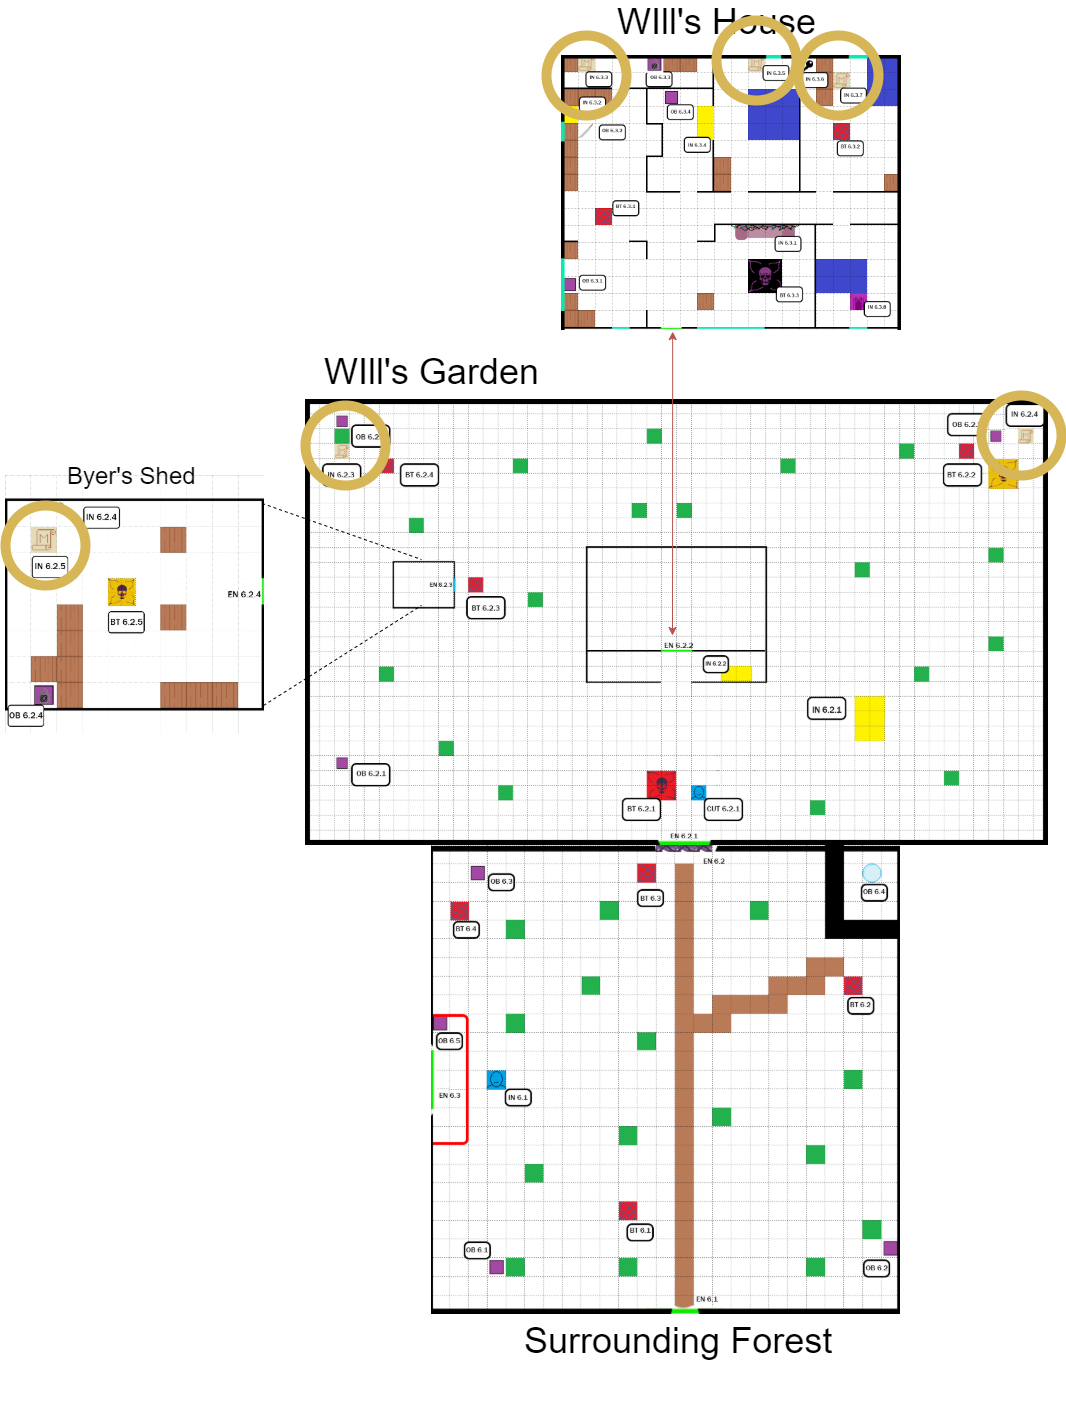 WIll's House
IN 6.3.3
OB 6.3.3
IN 6.3.5
IN 6.3.6
IN 6.3.7
IN 6.3.2
OB 6.3.4
OB 6.3.2
IN 6.3.4
BT 6.3.2
BT 6.3.1
IN 6.3.1
OB 6.3.1
BT 6.3.3
IN 6.3.8
WIll's Garden
IN 6.2.4
OB 6.2
OB 6.2.
IN 6.2.3
BT 6.2.4
BT 6.2.2
Byer's Shed
IN 6.2.4
M
IN 6.2.5
EN 6.2.4
BT 6.2.5
OB 6.2.4
EN 6.2.3
BT 6.2.3
EN 6.2.2
IN 6.2.2
IN 6.2.1
OB 6.2.1
BT 6.2.1
CUT 6.2.1
EN 6.2.1
EN 6.2
OB 6.3
BT 6.3
OB 6.4
BT 6.4
BT 6.2
OB 6.5
EN 6.3
IN 6.1
BT 6.1
OB 6.1
OB 6.2
EN 6.1
Surrounding Forest